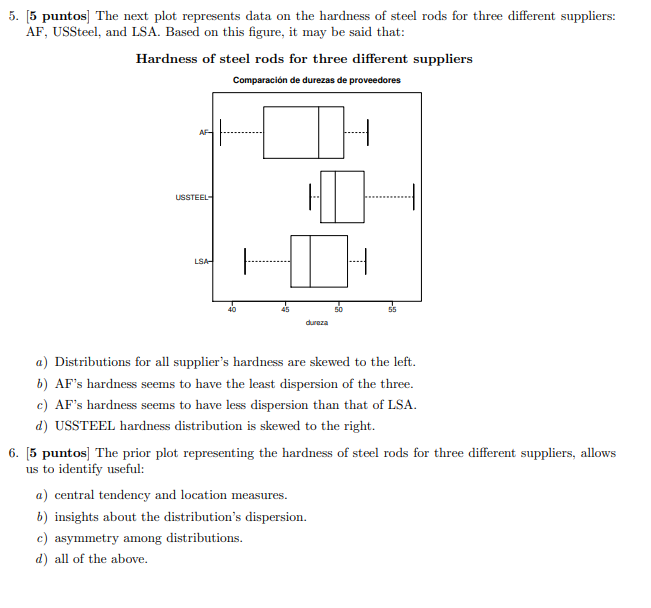 5. [5 puntos] The next plot represents data on the hardness of steel rods for three different suppliers:
AF, USSteel, and LSA. Based on this figure, it may be said that:
Hardness of steel rods for three different suppliers
Comparación de durezas de proveedores
AF
USSTEEL
LSA
40 45 50 55
dureza
a) Distributions for all supplier's hardness are skewed to the left.
b) AF's hardness seems to have the least dispersion of the three.
c) AF's hardness seems to have less dispersion than that of LSA.
d) USSTEEL hardness distribution is skewed to the right.
6. [5 puntos] The prior plot representing the hardness of steel rods for three different suppliers, allows
us to identify useful:
a) central tendency and location measures.
b) insights about the distribution's dispersion.
c) asymmetry among distributions.
d) all of the above.